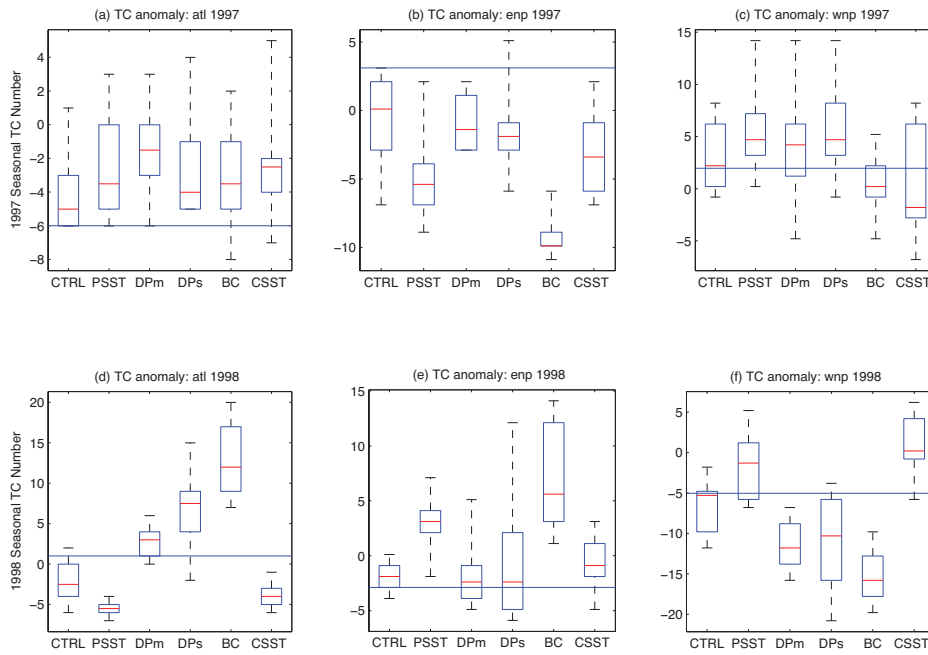 (a) TC anomaly: atl 1997
(b) TC anomaly: enp 1997
(c) TC anomaly: wnp 1997
1997 Seasonal TC Number
4
2
0
−2
−4
−6
−8
5
0
−5
−10
15
10
5
0
−5
CTRL PSST DPm DPs BC CSST
CTRL PSST DPm DPs BC CSST
CTRL PSST DPm DPs BC CSST
(d) TC anomaly: atl 1998
(e) TC anomaly: enp 1998
(f) TC anomaly: wnp 1998
1998 Seasonal TC Number
20
15
10
5
0
−5
15
10
5
0
−5
5
0
−5
−10
−15
−20
CTRL PSST DPm DPs BC CSST
CTRL PSST DPm DPs BC CSST
CTRL PSST DPm DPs BC CSST